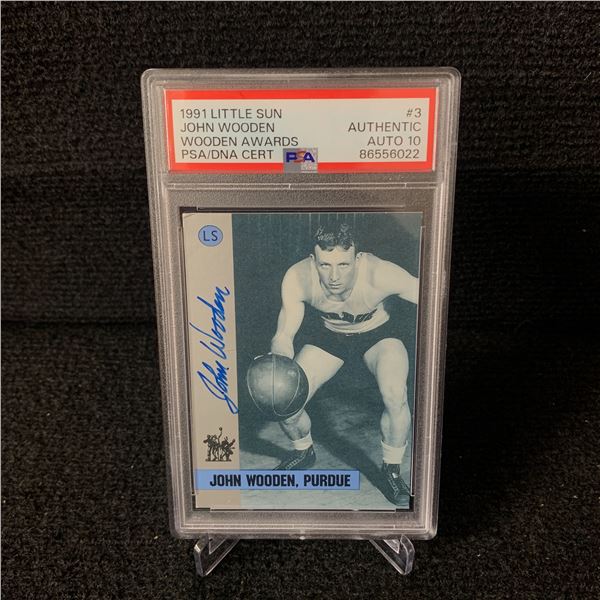 1991 LITTLE SUN #3
JOHN WOODEN AUTHENTIC
WOODEN AWARDS AUTO 10
PSA/DNA CERT PSA 86556022
LS
John Wooden
JOHN WOODEN, PURDUE